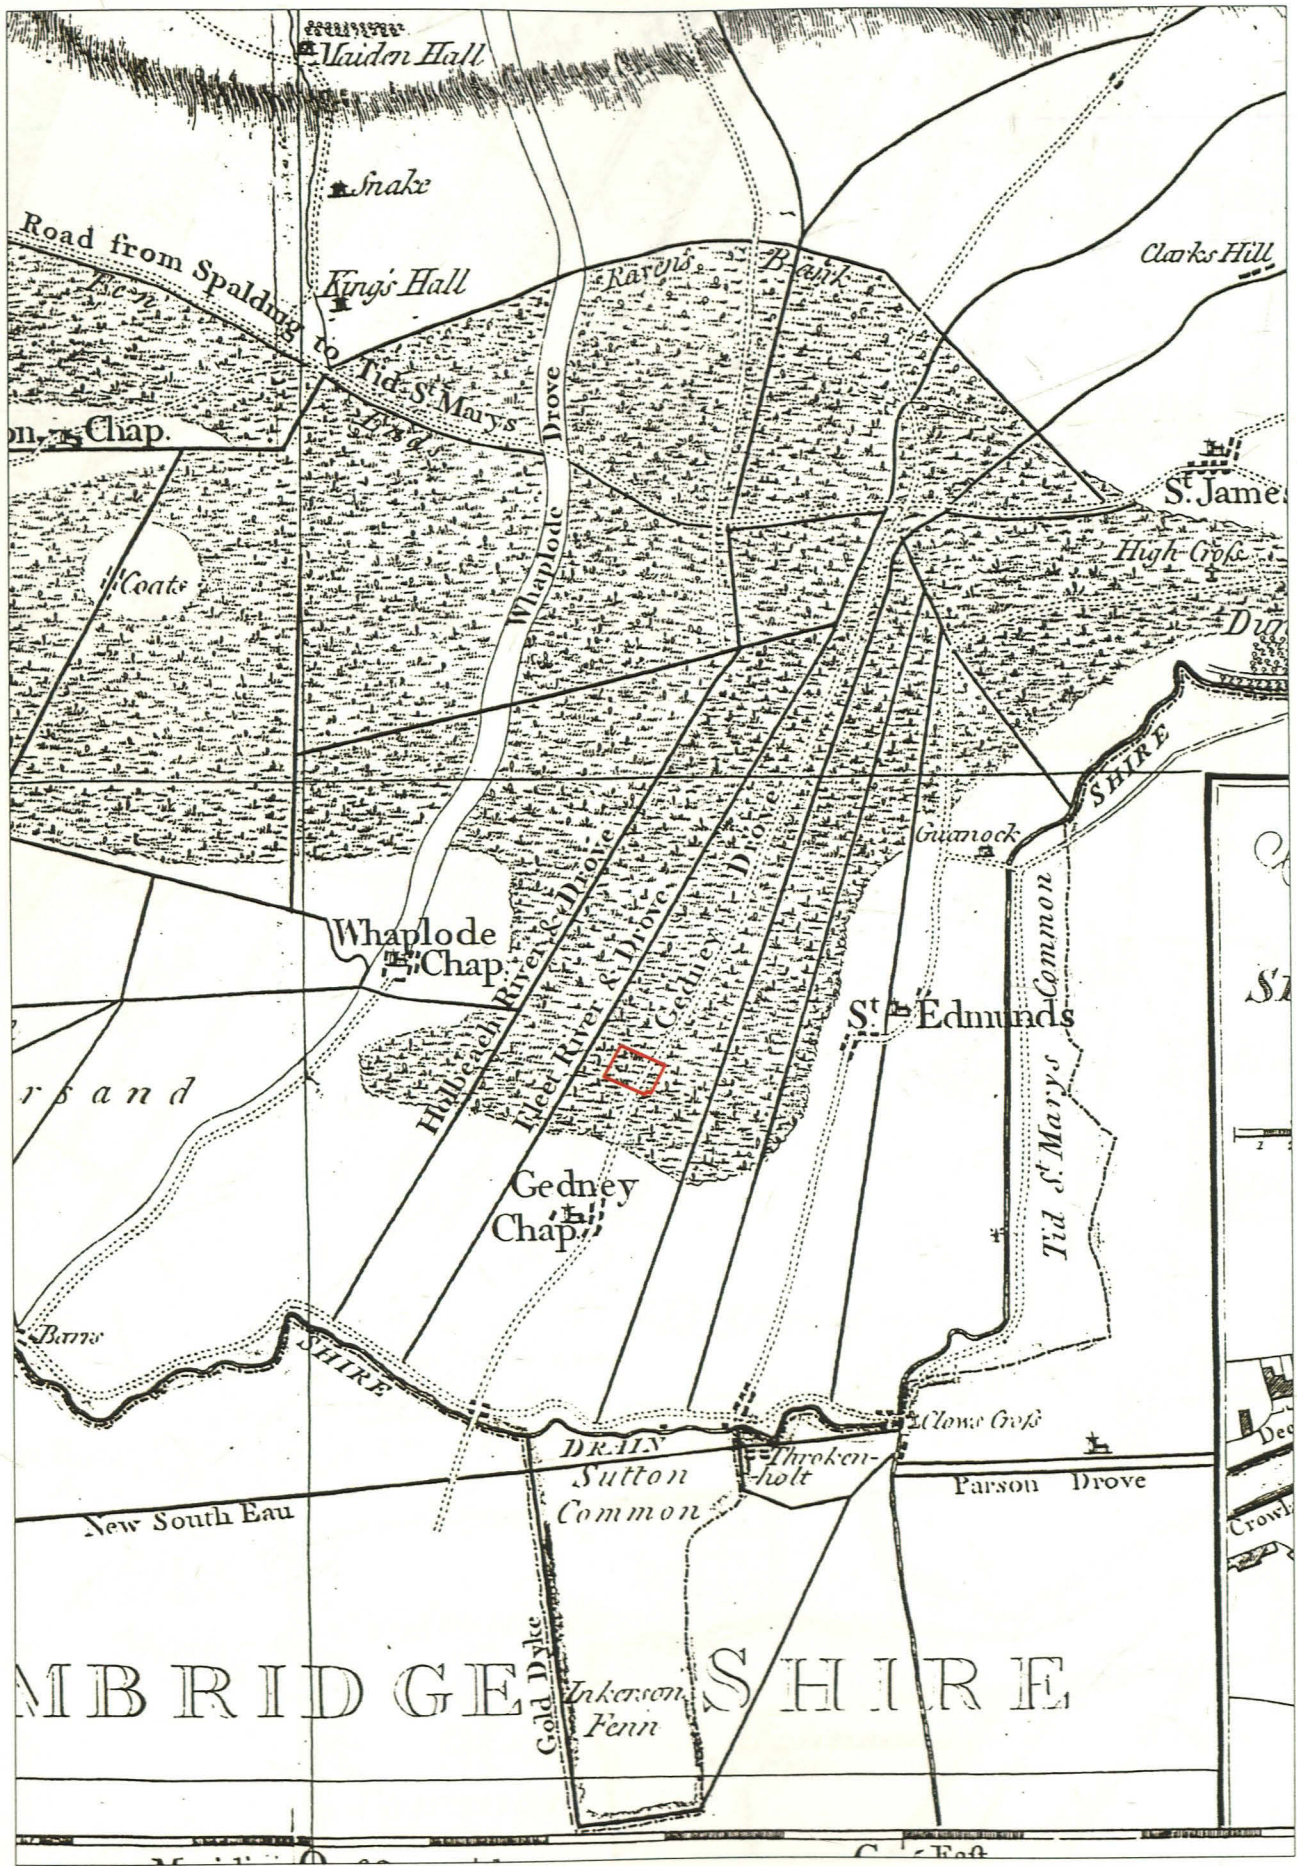 Maiden Hall
Snake
Road from Spalding to Tid St Marys
Fen
King's Hall
Ravens Bank
Clarks Hill
Ends
Chap.
Whaplode Drove
St. James
High Croſs
Coats
SHIRE
Guanock
Whaplode
Chap
Holbeach River & Drove
Fleet River & Drove
Gedney Drove
St. Edmunds
Tid St. Marys Common
rsand
Gedney
Chap.
Barrs
SHIRE
DRAIN
Clows Croſs
Sutton
Common
Throken-
-holt
Parson Drove
New South Eau
Crowl
Gold Dyke
MBRIDGE SHIRE
Inkerson
Fenn